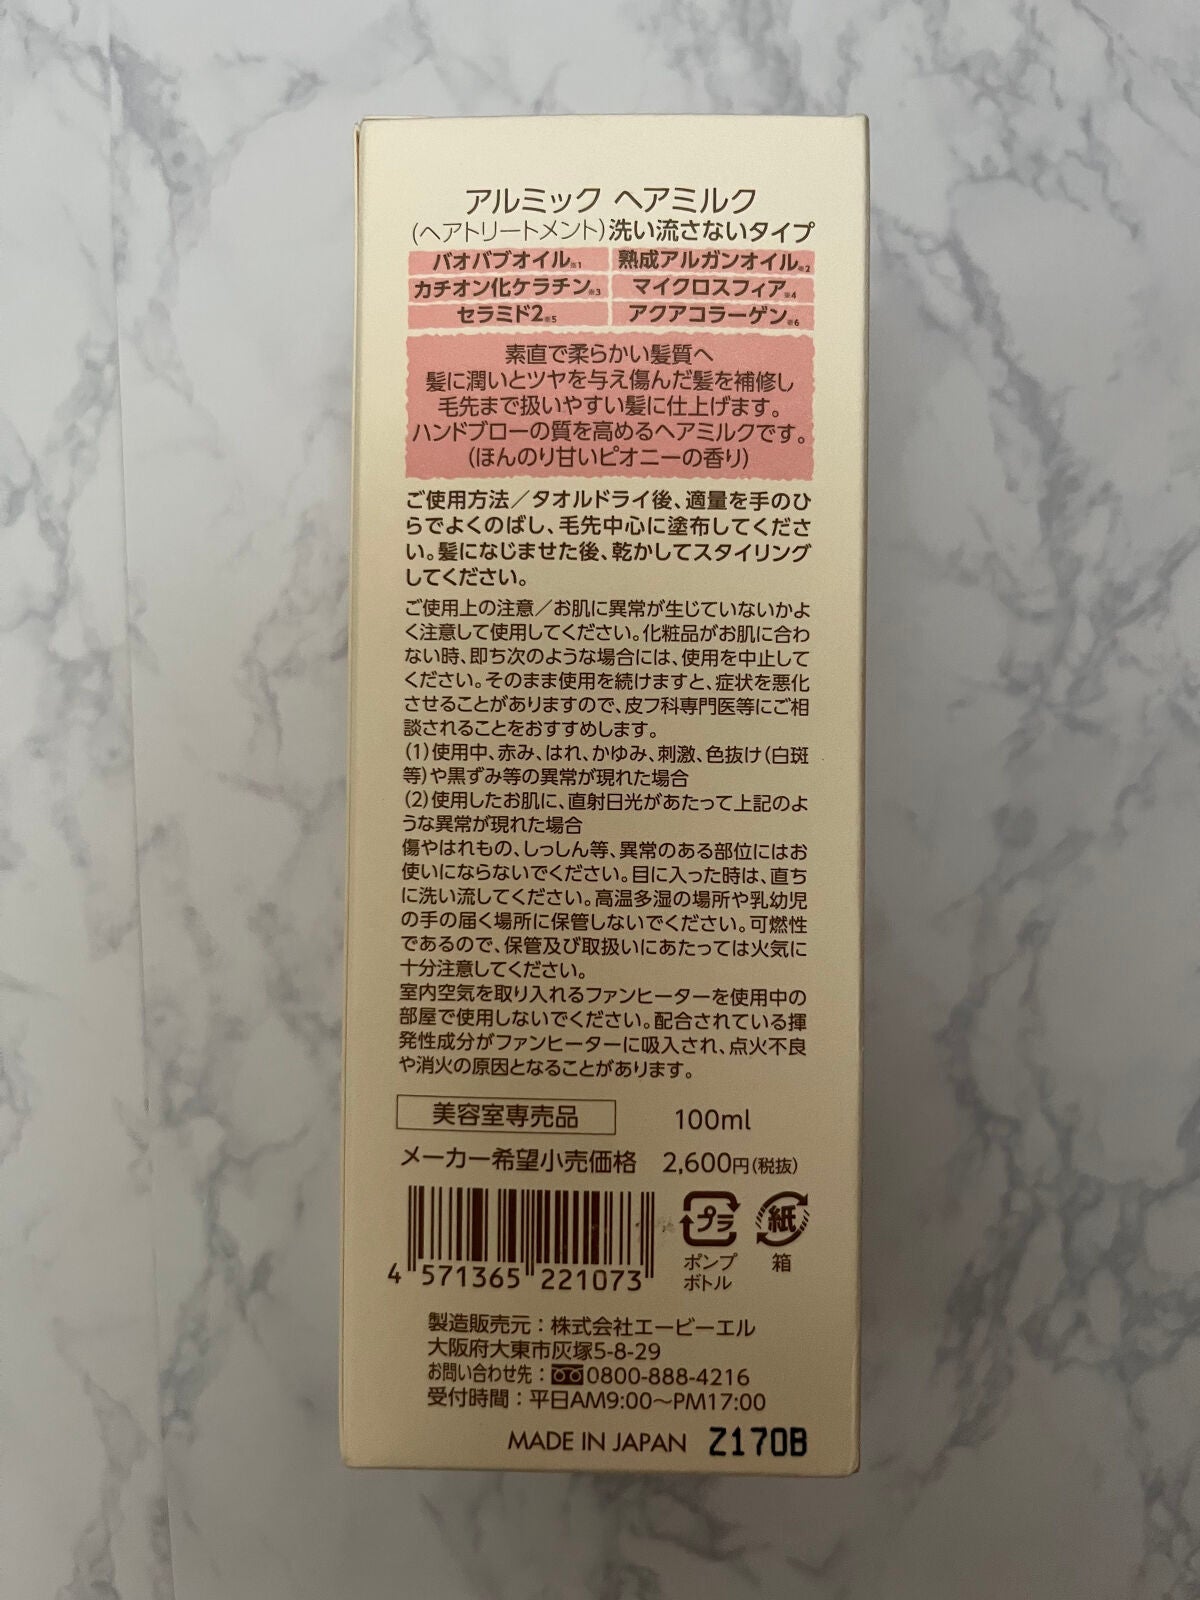 アルミック ヘアミルク
(ヘアトリートメント)洗い流さないタイプ
バオバブオイル※1 熟成アルガンオイル※2
カチオン化ケラチン※3 マイクロスフィア※4
セラミド2※5 アクアコラーゲン※6
素直で柔らかい髪質へ
髪に潤いとツヤを与え傷んだ髪を補修し
毛先まで扱いやすい髪に仕上げます。
ハンドブローの質を高めるヘアミルクです。
(ほんのり甘いピオニーの香り)
ご使用方法/タオルドライ後、適量を手のひ
らでよくのばし、毛先中心に塗布してくださ
い。髪になじませた後、乾かしてスタイリング
してください。
ご使用上の注意/お肌に異常が生じていないかよ
く注意して使用してください。化粧品がお肌に合わ
ない時、即ち次のような場合には、使用を中止して
ください。そのまま使用を続けますと、症状を悪化
させることがありますので、皮フ科専門医等にご相
談されることをおすすめします。
(1)使用中、赤み、はれ、かゆみ、刺激、色抜け(白斑
等)や黒ずみ等の異常が現れた場合
(2)使用したお肌に、直射日光があたって上記のよ
うな異常が現れた場合
傷やはれもの、しっしん等、異常のある部位にはお
使いにならないでください。目に入った時は、直ち
に洗い流してください。高温多湿の場所や乳幼児
の手の届く場所に保管しないでください。可燃性
であるので、保管及び取扱いにあたっては火気に
十分注意してください。
室内空気を取り入れるファンヒーターを使用中の
部屋で使用しないでください。配合されている揮
発性成分がファンヒーターに吸入され、点火不良
や消火の原因となることがあります。
美容室専売品 100ml
メーカー希望小売価格 2,600円(税抜)
プラ 紙
ポンプ 箱
ボトル
4 571365 221073
製造販売元:株式会社エービーエル
大阪府大東市灰塚5-8-29
お問い合わせ先:0800-888-4216
受付時間:平日AM9:00〜PM17:00
MADE IN JAPAN Z170B